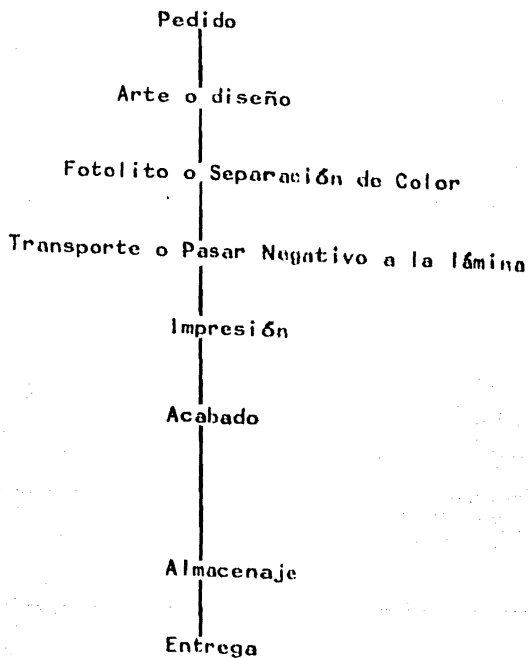 Pedido
Arte o diseño
Fotolito o Separación de Color
Transporte o Pasar Negativo a la lámina
Impresión
Acabado
Almacenaje
Entrega